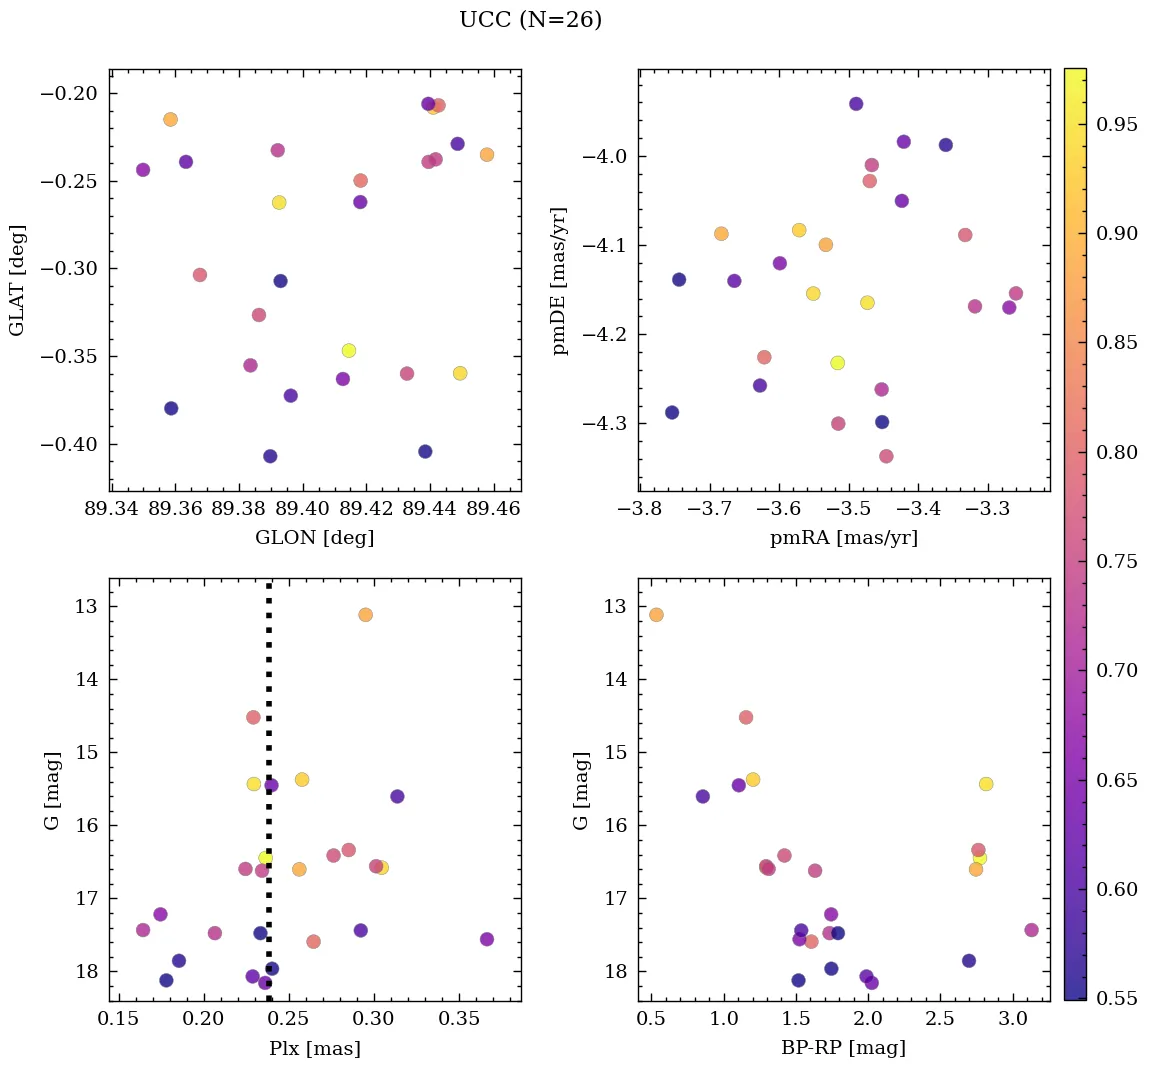 UCC (N=26)
−0.20
−0.25
−0.30
−0.35
−0.40
GLAT [deg]
89.34 89.36 89.38 89.40 89.42 89.44 89.46
GLON [deg]
−4.0
−4.1
−4.2
−4.3
pmDE [mas/yr]
−3.8 −3.7 −3.6 −3.5 −3.4 −3.3
pmRA [mas/yr]
13
14
15
16
17
18
G [mag]
0.15 0.20 0.25 0.30 0.35
Plx [mas]
13
14
15
16
17
18
G [mag]
0.5 1.0 1.5 2.0 2.5 3.0
BP-RP [mag]
0.95
0.90
0.85
0.80
0.75
0.70
0.65
0.60
0.55